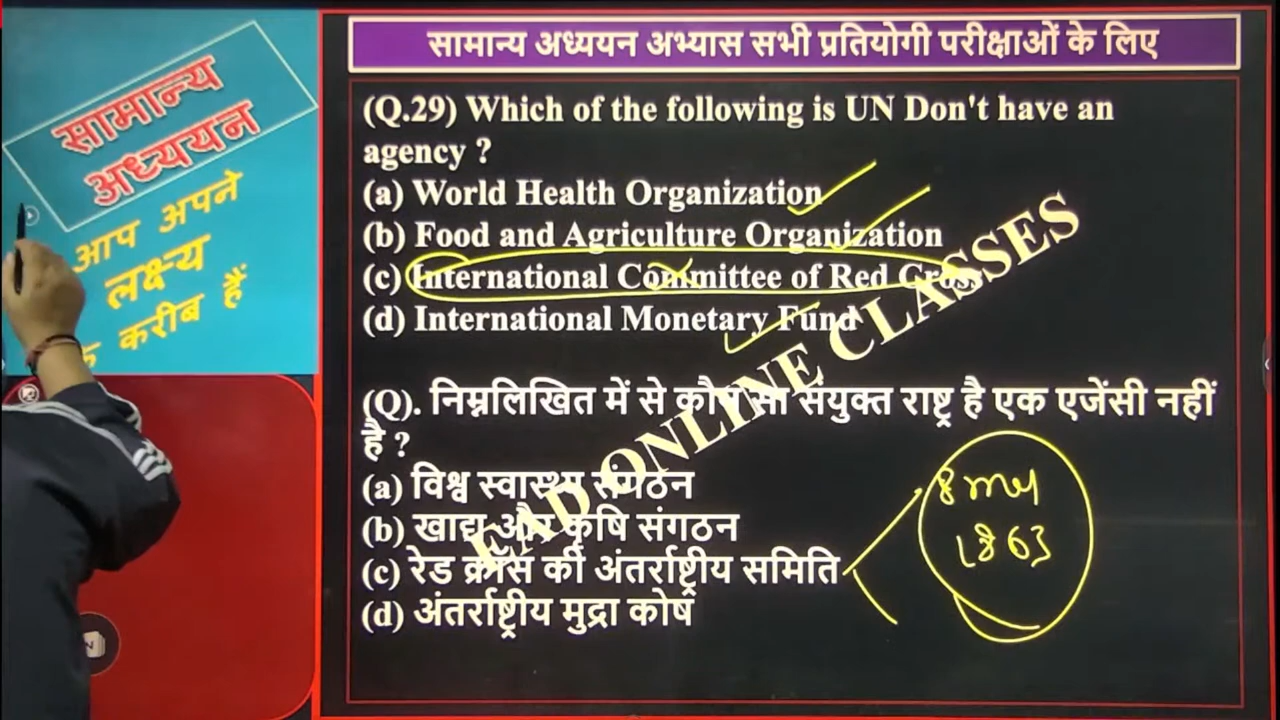 सामान्य अध्ययन अभ्यास सभी प्रतियोगी परीक्षाओं के लिए
सामान्य
अध्ययन
आप अपने
लक्ष्य
करीब हैं
(Q.29) Which of the following is UN Don't have an
agency ?
(a) World Health Organization
(b) Food and Agriculture Organization
(c) International Committee of Red Cross
(d) International Monetary Fund
(Q). निम्नलिखित में से कौन सा संयुक्त राष्ट्र है एक एजेंसी नहीं
है ?
(a) विश्व स्वास्थ्य संगठन
(b) खाद्य और कृषि संगठन
(c) रेड क्रॉस की अंतर्राष्ट्रीय समिति
(d) अंतर्राष्ट्रीय मुद्रा कोष
8 may
1863
ONLINE CLASSES